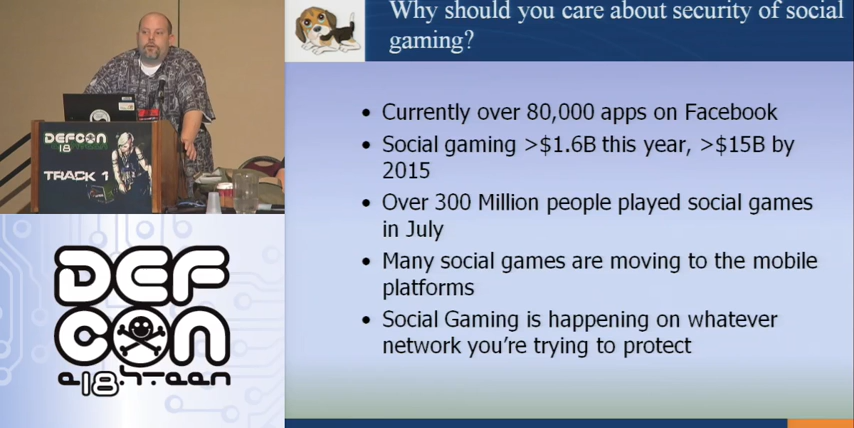 Why should you care about security of social
gaming?
DEFCON
18
TRACK 1
• Currently over 80,000 apps on Facebook
• Social gaming >$1.6B this year, >$15B by
2015
• Over 300 Million people played social games
in July
• Many social games are moving to the mobile
platforms
• Social Gaming is happening on whatever
network you're trying to protect
DEF
CON
e18hteen